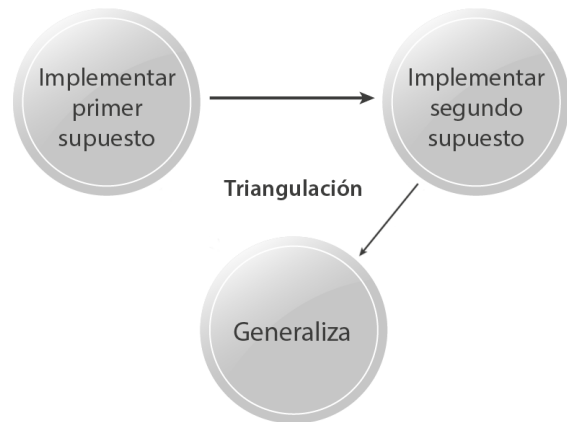 Implementar
primer
supuesto
Implementar
segundo
supuesto
Triangulación
Generaliza